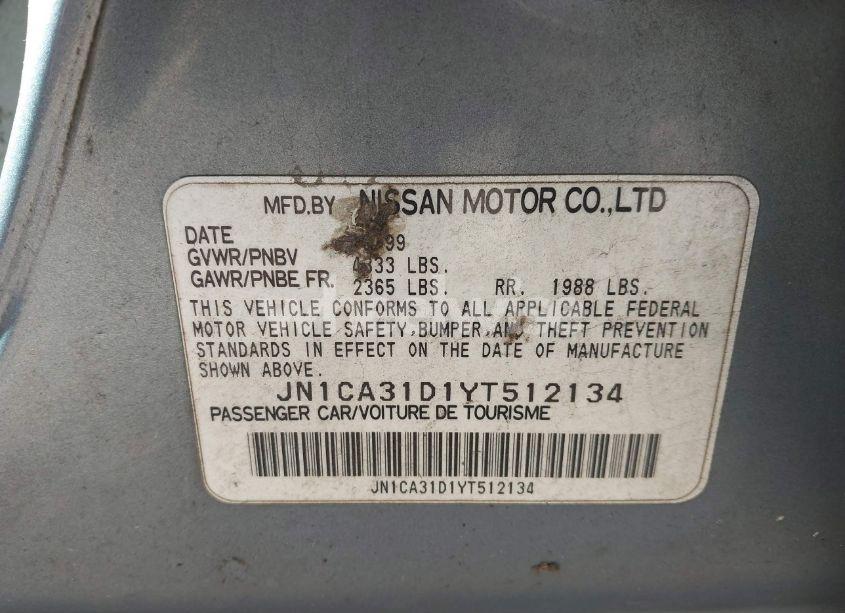 MFD.BY NISSAN MOTOR CO.,LTD
DATE
GVWR/PNBV LBS.
GAWR/PNBE FR. 2365 LBS. RR. 1988 LBS.
THIS VEHICLE CONFORMS TO ALL APPLICABLE FEDERAL
MOTOR VEHICLE SAFETY,BUMPER,AND THEFT PREVENTION
STANDARDS IN EFFECT ON THE DATE OF MANUFACTURE
SHOWN ABOVE.
JN1CA31D1YT512134
PASSENGER CAR/VOITURE DE TOURISME
JN1CA31D1YT512134